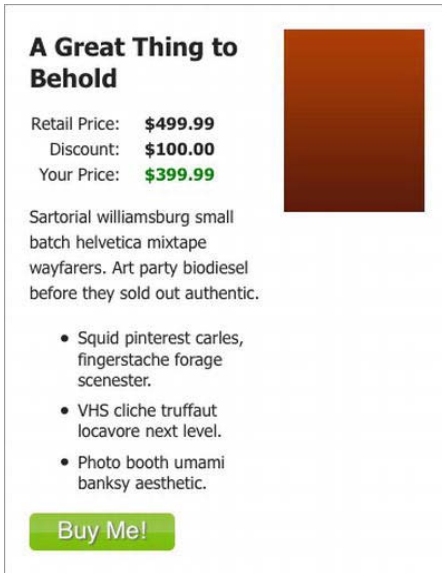 A Great Thing to
Behold
Retail Price: $499.99
Discount: $100.00
Your Price: $399.99
Sartorial williamsburg small
batch helvetica mixtape
wayfarers. Art party biodiesel
before they sold out authentic.
• Squid pinterest carles,
fingerstache forage
scenester.
• VHS cliche truffaut
locavore next level.
• Photo booth umami
banksy aesthetic.
Buy Me!